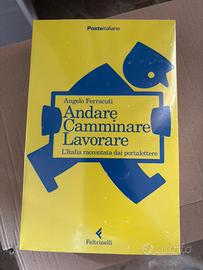 Posteitaliane
Angelo Ferracuti
Andare
Camminare
Lavorare
L'Italia raccontata dai portalettere
Feltrinelli